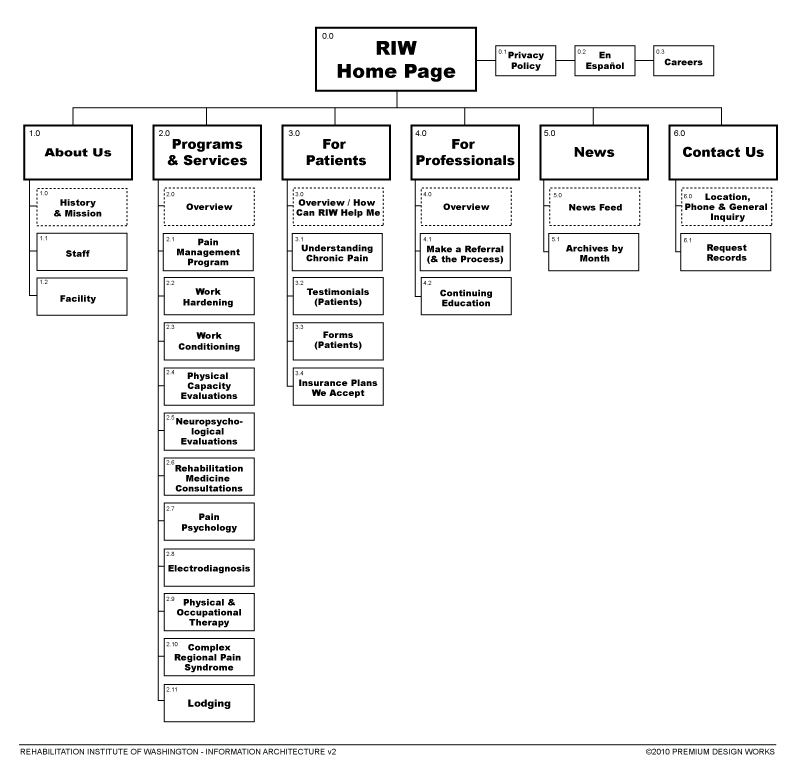 0.0
RIW
Home Page
0.1
Privacy
Policy
0.2
En
Español
0.3
Careers
1.0
About Us
2.0
Programs
& Services
3.0
For
Patients
4.0
For
Professionals
5.0
News
6.0
Contact Us
1.0
History
& Mission
1.1
Staff
1.2
Facility
2.0
Overview
2.1
Pain
Management
Program
2.2
Work
Hardening
2.3
Work
Conditioning
2.4
Physical
Capacity
Evaluations
2.5
Neuropsycho-
logical
Evaluations
2.6
Rehabilitation
Medicine
Consultations
2.7
Pain
Psychology
2.8
Electrodiagnosis
2.9
Physical &
Occupational
Therapy
2.10
Complex
Regional Pain
Syndrome
2.11
Lodging
3.0
Overview / How
Can RIW Help Me
3.1
Understanding
Chronic Pain
3.2
Testimonials
(Patients)
3.3
Forms
(Patients)
3.4
Insurance Plans
We Accept
4.0
Overview
4.1
Make a Referral
(& the Process)
4.2
Continuing
Education
5.0
News Feed
5.1
Archives by
Month
6.0
Location,
Phone & General
Inquiry
6.1
Request
Records
REHABILITATION INSTITUTE OF WASHINGTON - INFORMATION ARCHITECTURE v2
©2010 PREMIUM DESIGN WORKS